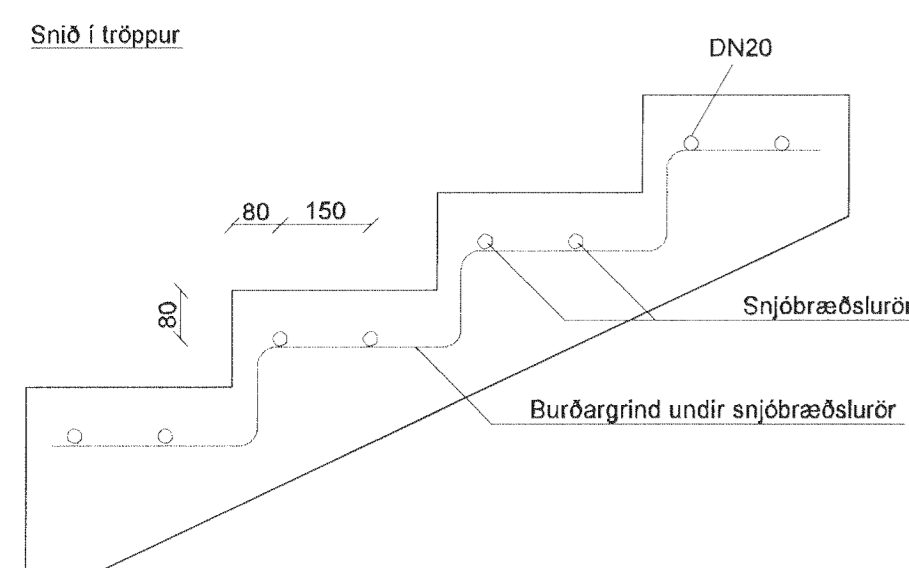 Snið í tröppur
DN20
80 150
80
Snjóbræðslurör
Burðargrind undir snjóbræðslurör